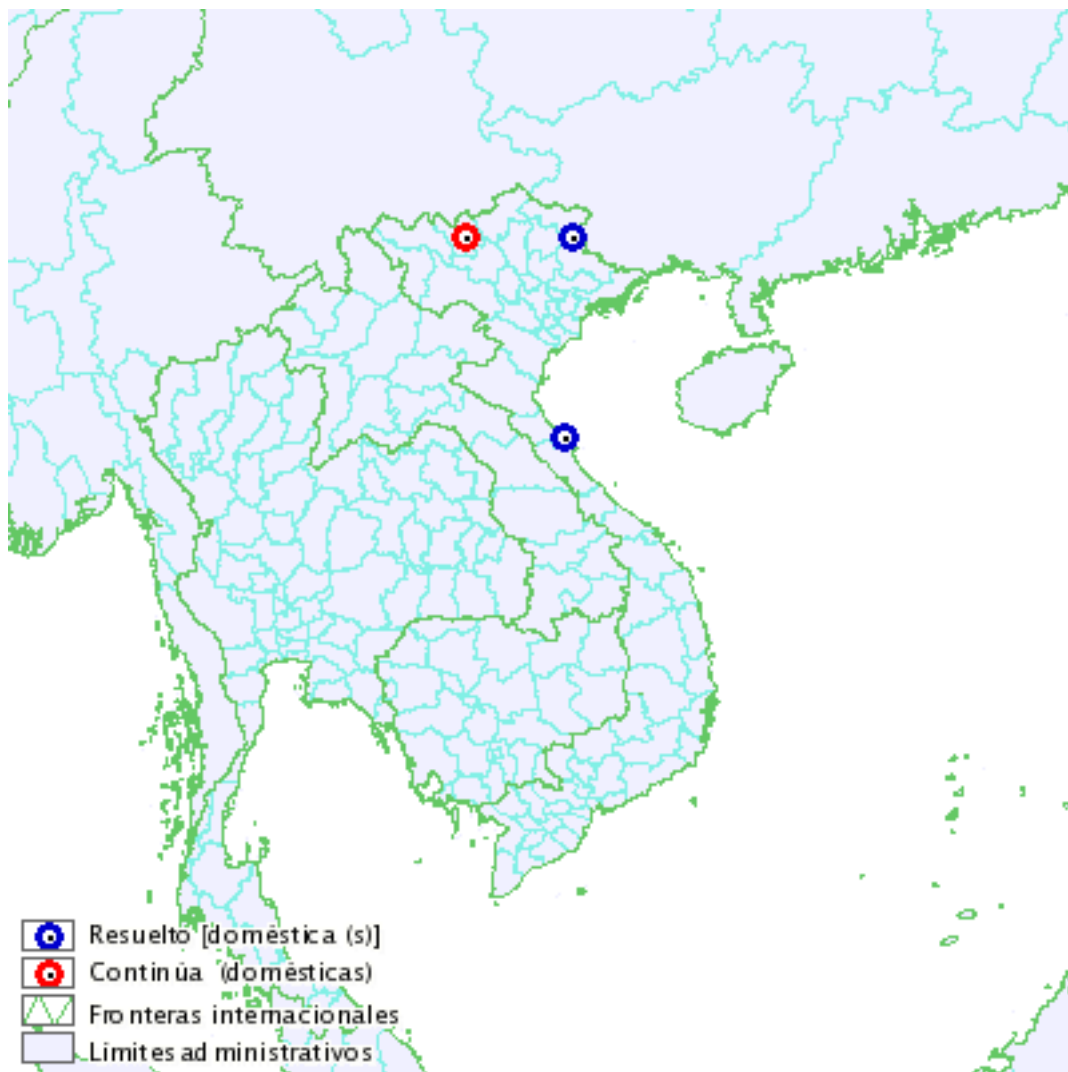 Resuelto [doméstica (s)]
Continúa (domésticas)
Fronteras internacionales
Límites administrativos